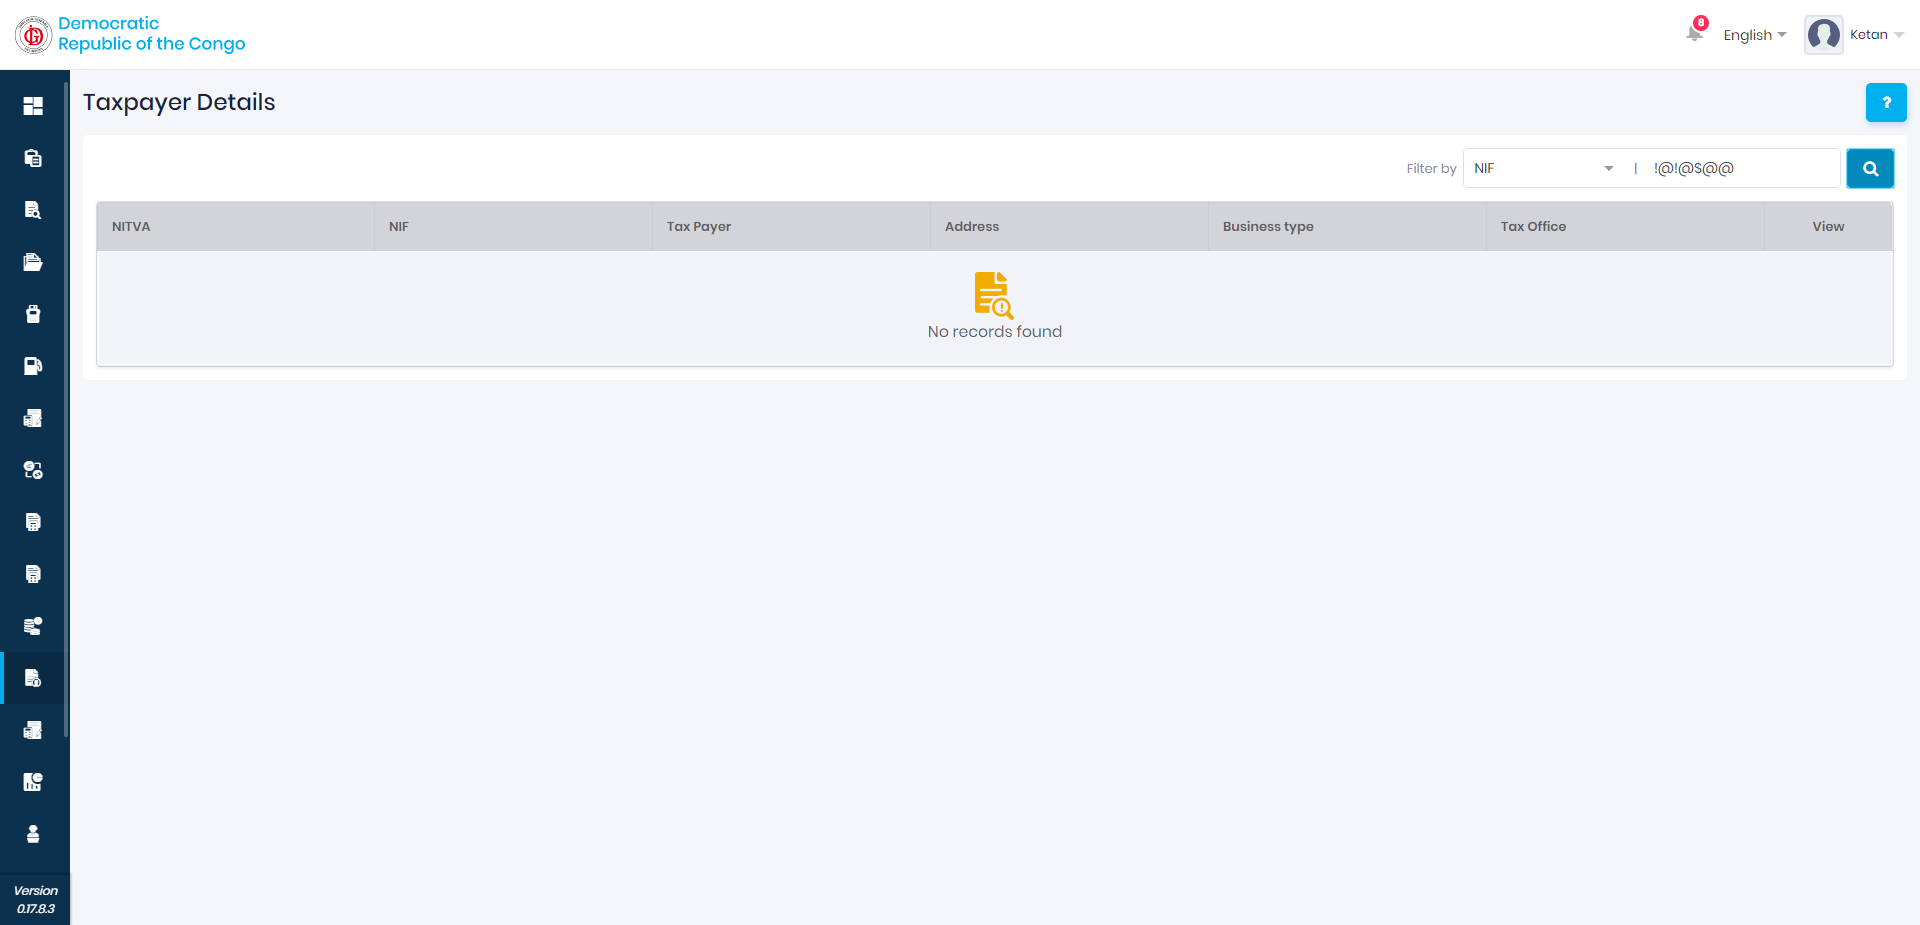 Democratic
Republic of the Congo
8
English
Ketan
Taxpayer Details
?
Filter by NIF | !@!@$@@
NITVA NIF Tax Payer Address Business type Tax Office View
No records found
Version
0.17.8.3